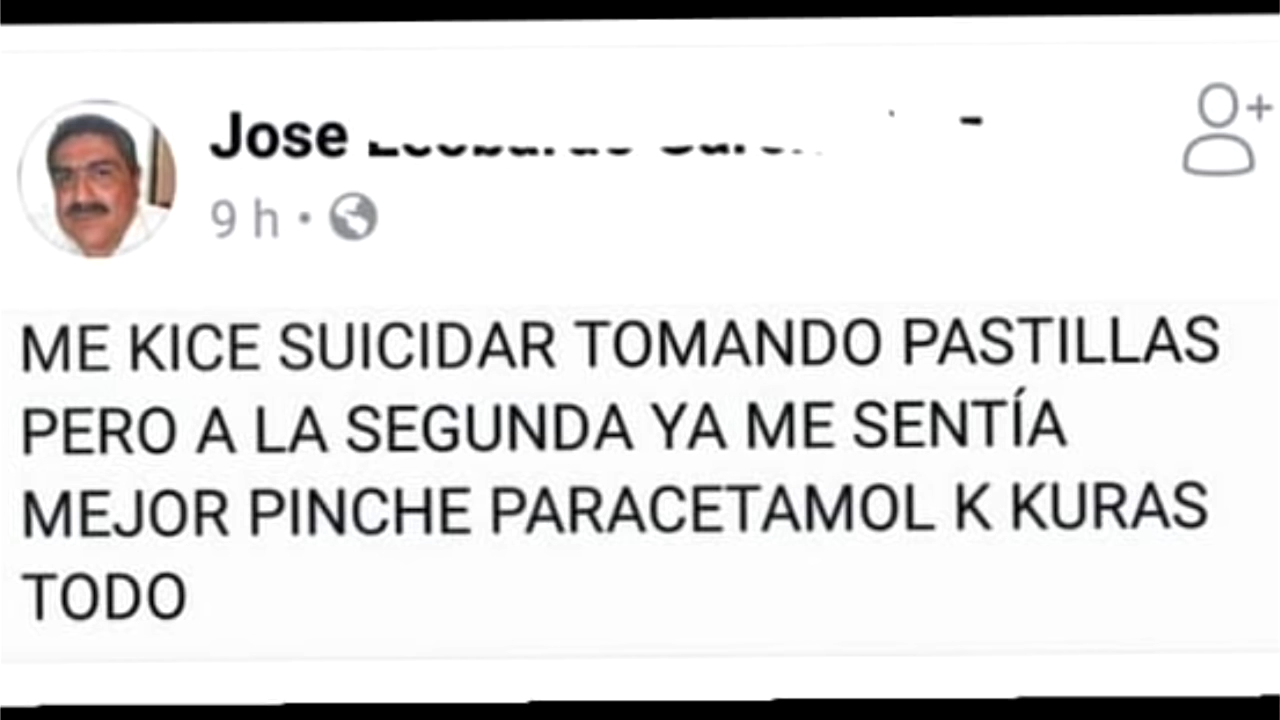 Jose
9 h ·
ME KICE SUICIDAR TOMANDO PASTILLAS
PERO A LA SEGUNDA YA ME SENTÍA
MEJOR PINCHE PARACETAMOL K KURAS
TODO